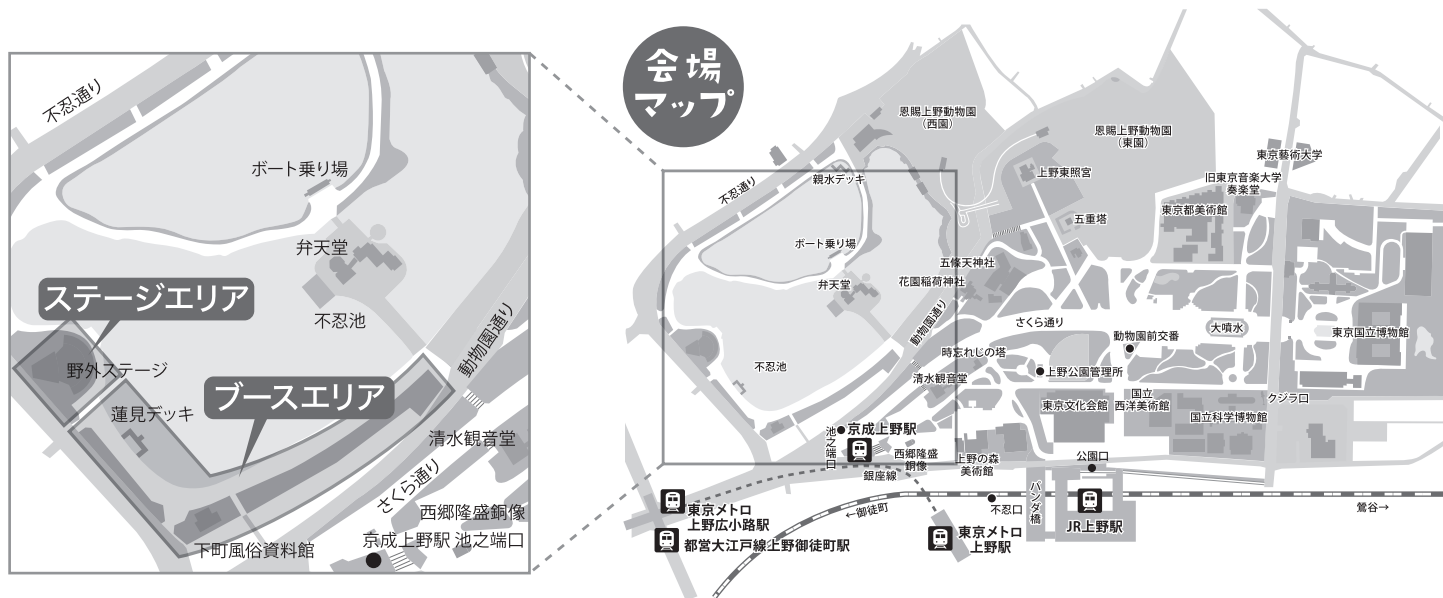 会場
マップ
不忍通り
ボート乗り場
弁天堂
ステージエリア
不忍池
動物園通り
野外ステージ
ブースエリア
蓮見デッキ
清水観音堂
さくら通り
西郷隆盛銅像
下町風俗資料館
京成上野駅 池之端口
恩賜上野動物園
(西園)
恩賜上野動物園
(東園)
東京藝術大学
上野東照宮
旧東京音楽大学
奏楽堂
不忍通り
親水デッキ
東京都美術館
五重塔
ボート乗り場
五條天神社
弁天堂
花園稲荷神社
動物園通り
さくら通り
大噴水
動物園前交番
東京国立博物館
時忘れじの塔
不忍池
清水観音堂
上野公園管理所
東京文化会館
国立
西洋美術館
クジラ口
国立科学博物館
池之端口
京成上野駅
西郷隆盛
銅像
上野の森
美術館
公園口
銀座線
パンダ橋
不忍口
東京メトロ
上野広小路駅
←御徒町
JR上野駅
鶯谷→
都営大江戸線上野御徒町駅
東京メトロ
上野駅